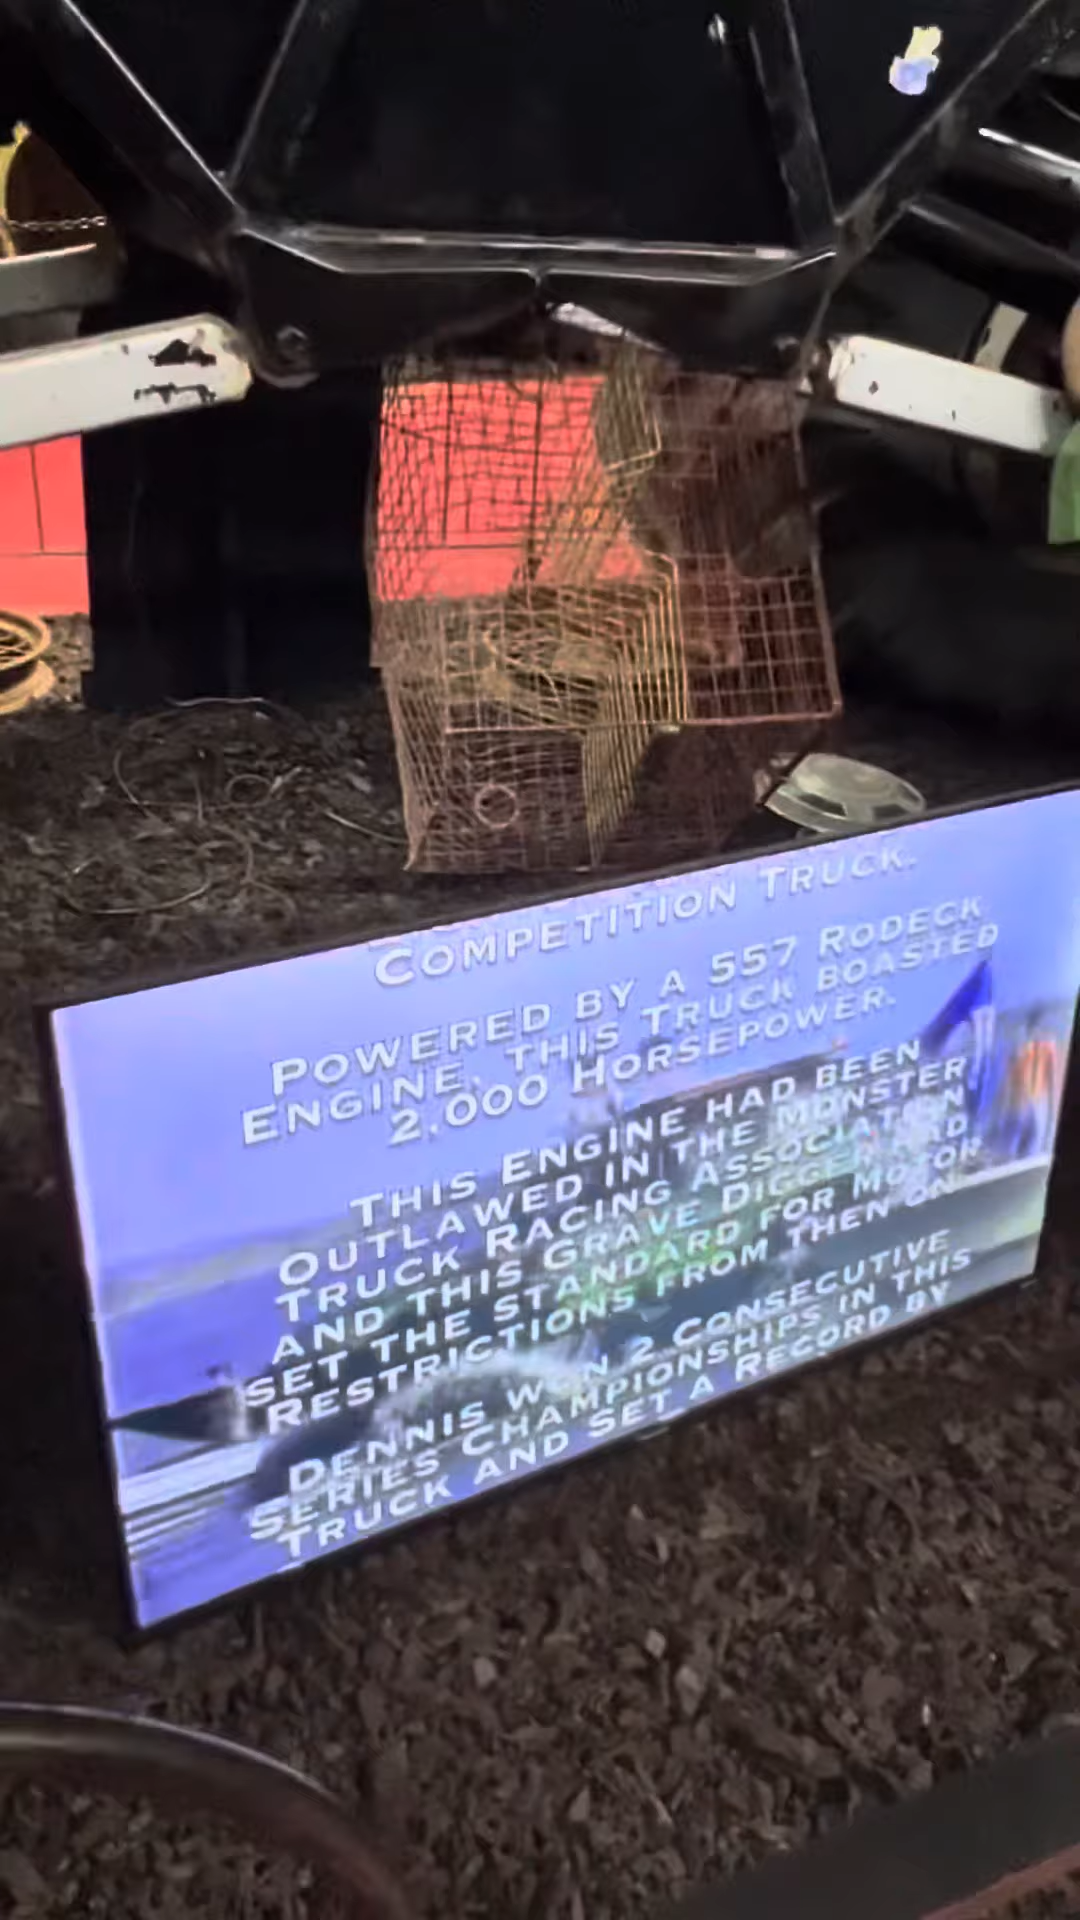 COMPETITION TRUCK.
POWERED BY A 557 RODECK
ENGINE, THIS TRUCK BOASTED
2,000 HORSEPOWER.
THIS ENGINE HAD BEEN
OUTLAWED IN THE MONSTER
TRUCK RACING ASSOCIATION
AND THIS GRAVE DIGGER AND
SET THE STANDARD FOR MOTOR
RESTRICTIONS FROM THEN ON.
DENNIS WON 2 CONSECUTIVE
SERIES CHAMPIONSHIPS IN THIS
TRUCK AND SET A RECORD BY